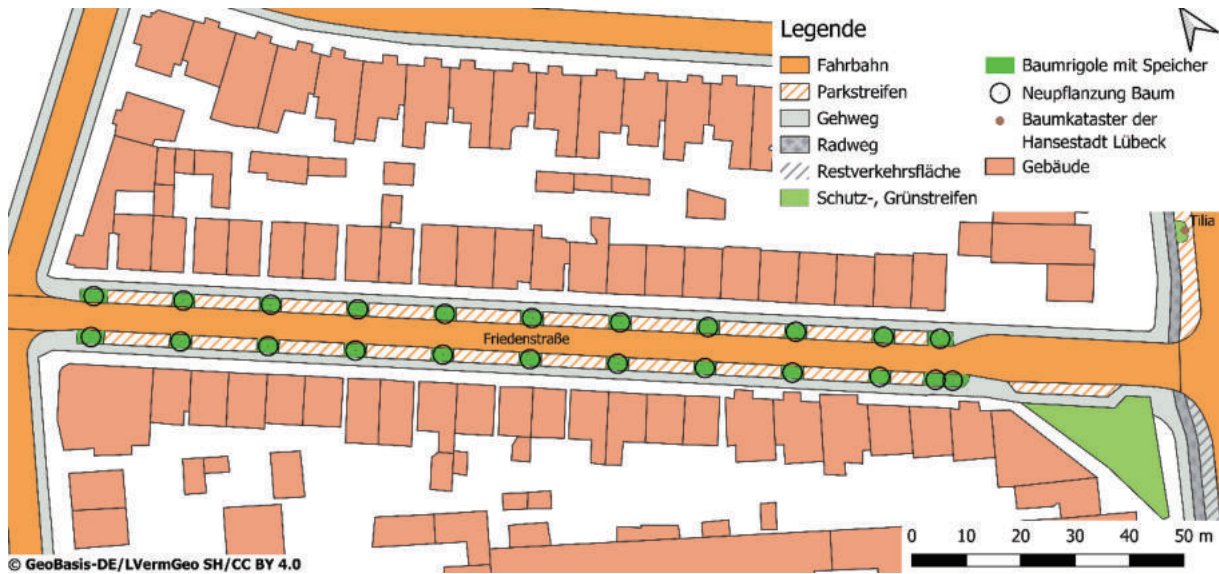 Legende
Fahrbahn
Parkstreifen
Gehweg
Radweg
Restverkehrsfläche
Schutz-, Grünstreifen
Baumrigole mit Speicher
Neupflanzung Baum
Baumkataster der
Hansestadt Lübeck
Gebäude
Tilia
Friedenstraße
0 10 20 30 40 50 m
© GeoBasis-DE/LVermGeo SH/CC BY 4.0